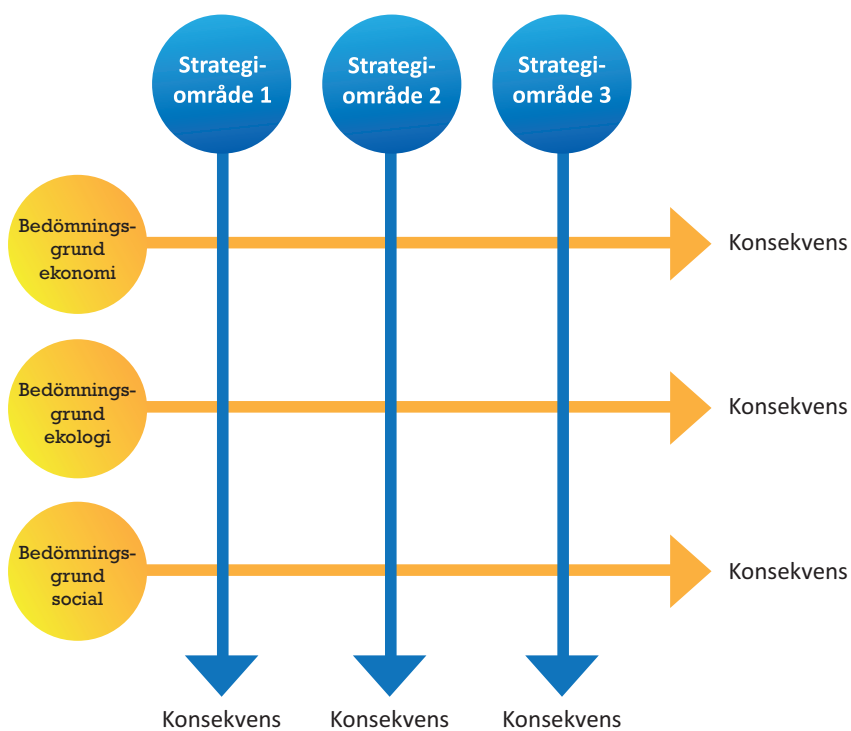 Strategi-
område 1
Strategi-
område 2
Strategi-
område 3
Bedömnings-
grund
ekonomi
Konsekvens
Bedömnings-
grund
ekologi
Konsekvens
Bedömnings-
grund
social
Konsekvens
Konsekvens
Konsekvens
Konsekvens